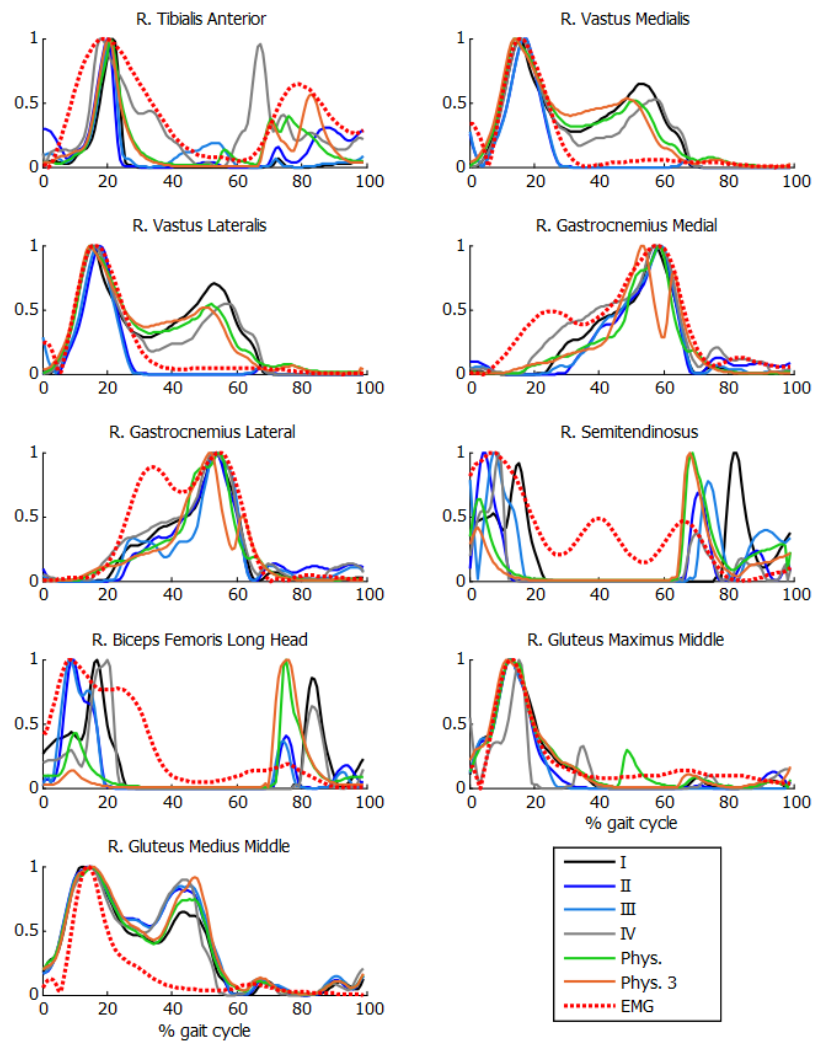 R. Tibialis Anterior
1
0.5
0
0 20 40 60 80 100
R. Vastus Medialis
1
0.5
0
0 20 40 60 80 100
R. Vastus Lateralis
1
0.5
0
0 20 40 60 80 100
R. Gastrocnemius Medial
1
0.5
0
0 20 40 60 80 100
R. Gastrocnemius Lateral
1
0.5
0
0 20 40 60 80 100
R. Semitendinosus
1
0.5
0
0 20 40 60 80 100
R. Biceps Femoris Long Head
1
0.5
0
0 20 40 60 80 100
R. Gluteus Maximus Middle
1
0.5
0
0 20 40 60 80 100
% gait cycle
R. Gluteus Medius Middle
1
0.5
0
0 20 40 60 80 100
% gait cycle
I
II
III
IV
Phys.
Phys. 3
EMG